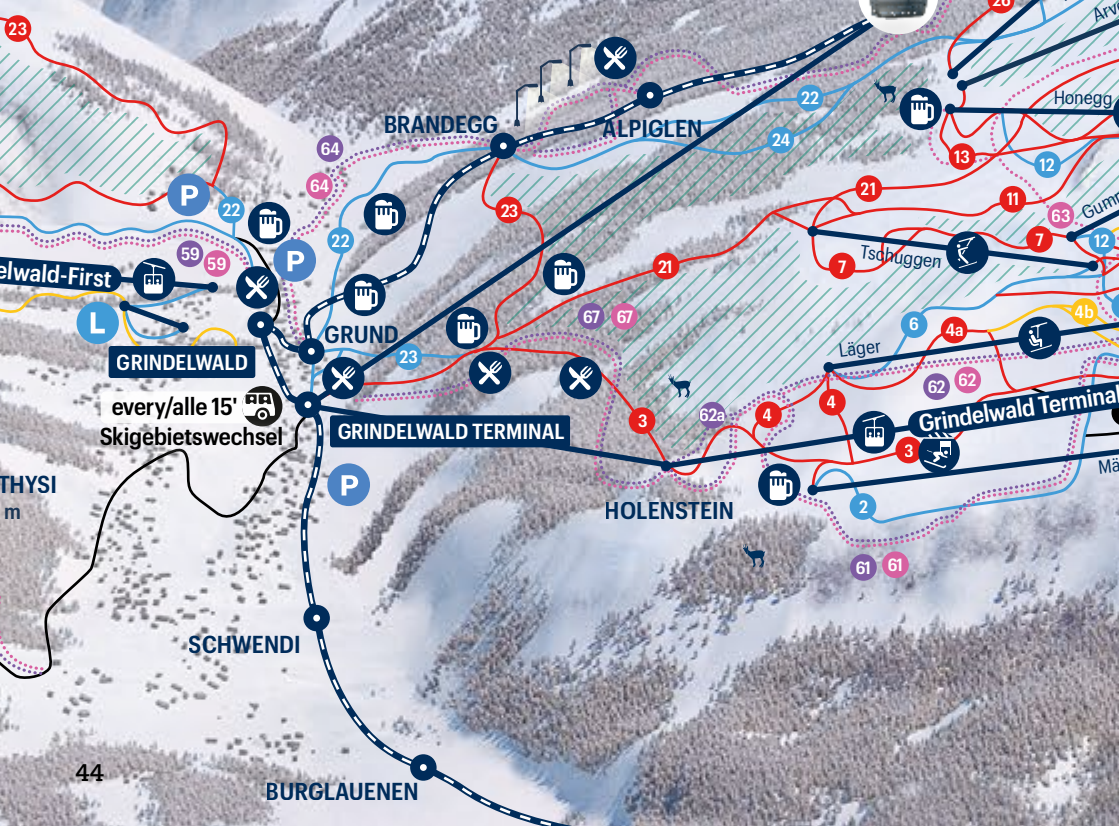 23
26
Arv
BRANDEGG
ALPIGLEN
22
24
Honegg
64
64
13
12
P
22
21
11
63
Gumm
23
59
59
P
22
7
12
Tschuggen
7
21
elwald-First
67
67
4b
6
4a
L
GRUND
Läger
GRINDELWALD
23
62
62
every/alle 15'
Skigebietswechsel
62a
4
4
Grindelwald Terminal
3
GRINDELWALD TERMINAL
3
Mä
THYSI
m
P
HOLENSTEIN
2
61
61
SCHWENDI
44
BURGLAUENEN